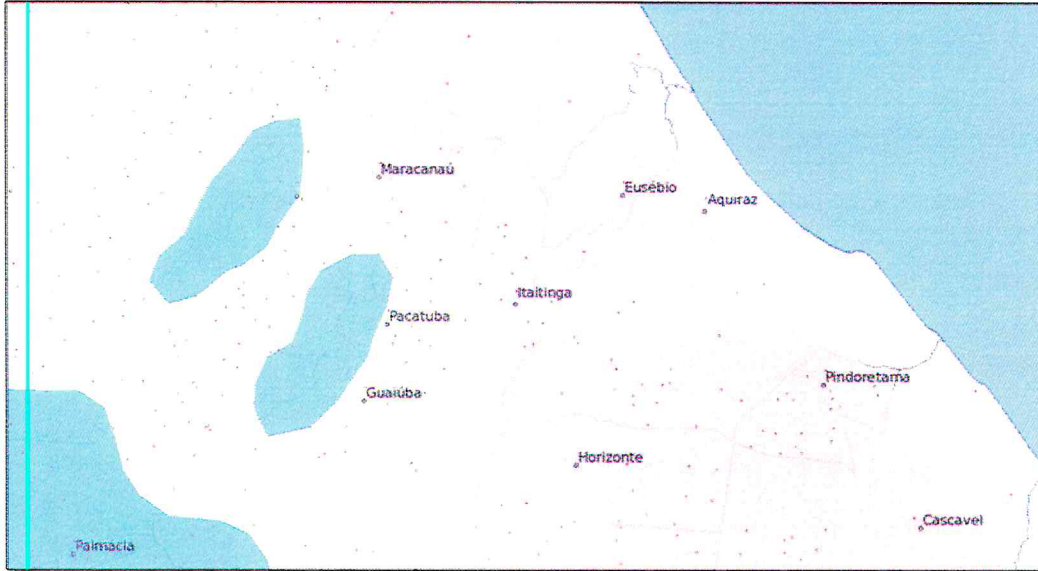 Maracanaú
Eusébio
Aquiraz
Itaitinga
Pacatuba
Pindoretama
Guaiúba
Horizonte
Cascavel
Palmácia